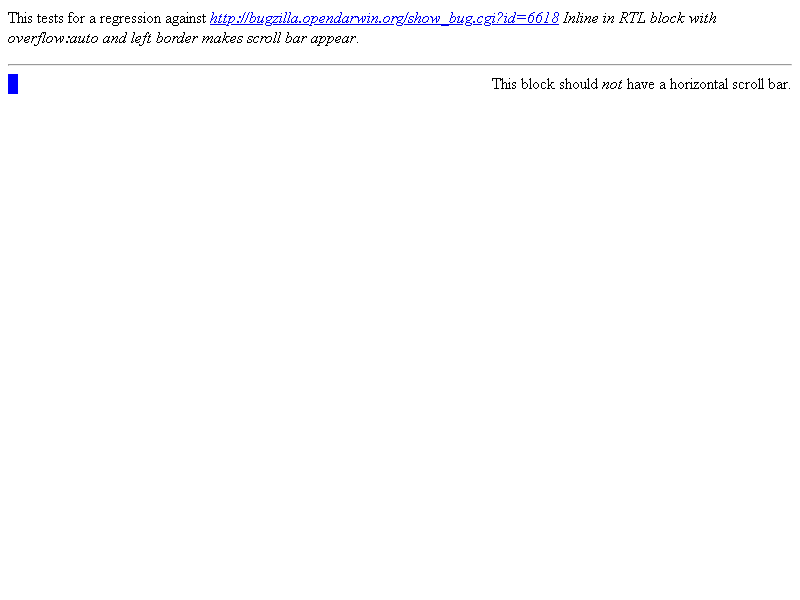 This tests for a regression against http://bugzilla.opendarwin.org/show_bug.cgi?id=6618 Inline in RTL block with
overflow:auto and left border makes scroll bar appear.
This block should not have a horizontal scroll bar.